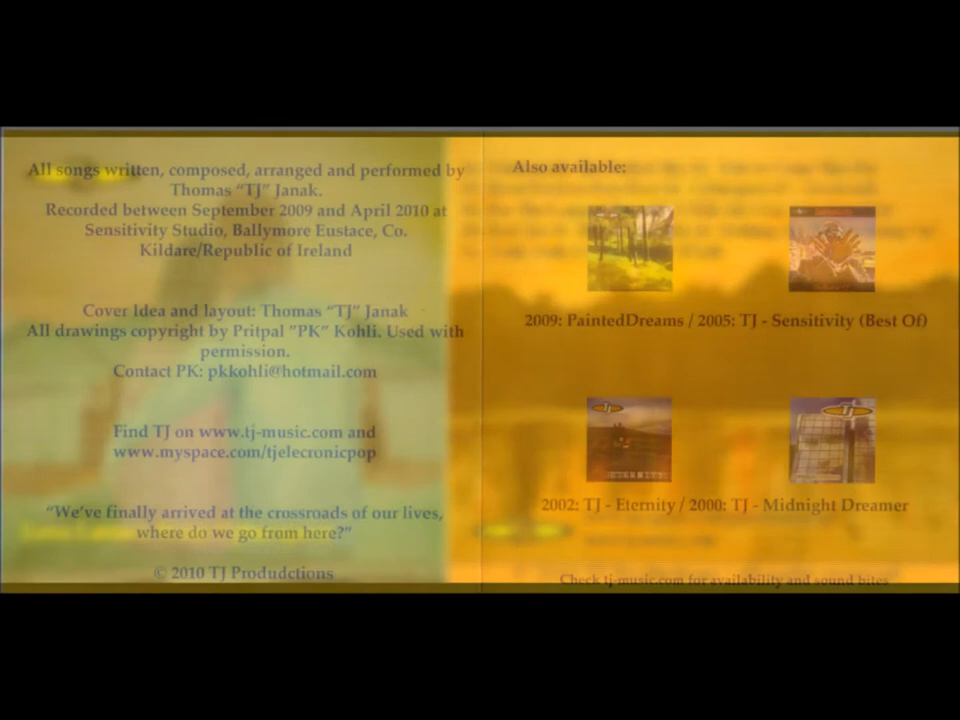 All songs written, composed, arranged and performed by
Thomas “TJ” Janak.
Recorded between September 2009 and April 2010 at
Sensitivity Studio, Ballymore Eustace, Co.
Kildare/Republic of Ireland
Cover Idea and layout: Thomas “TJ” Janak
All drawings copyright by Pritpal ”PK” Kohli. Used with
permission.
Contact PK: pkkohli@hotmail.com
Find TJ on www.tj-music.com and
www.myspace.com/tjelecronicpop
“We’ve finally arrived at the crossroads of our lives,
where do we go from here?”
© 2010 TJ Produdctions
Also available:
2009: PaintedDreams / 2005: TJ - Sensitivity (Best Of)
TJ
ETERNITY
TJ
2002: TJ - Eternity / 2000: TJ - Midnight Dreamer
Check tj-music.com for availability and sound bites